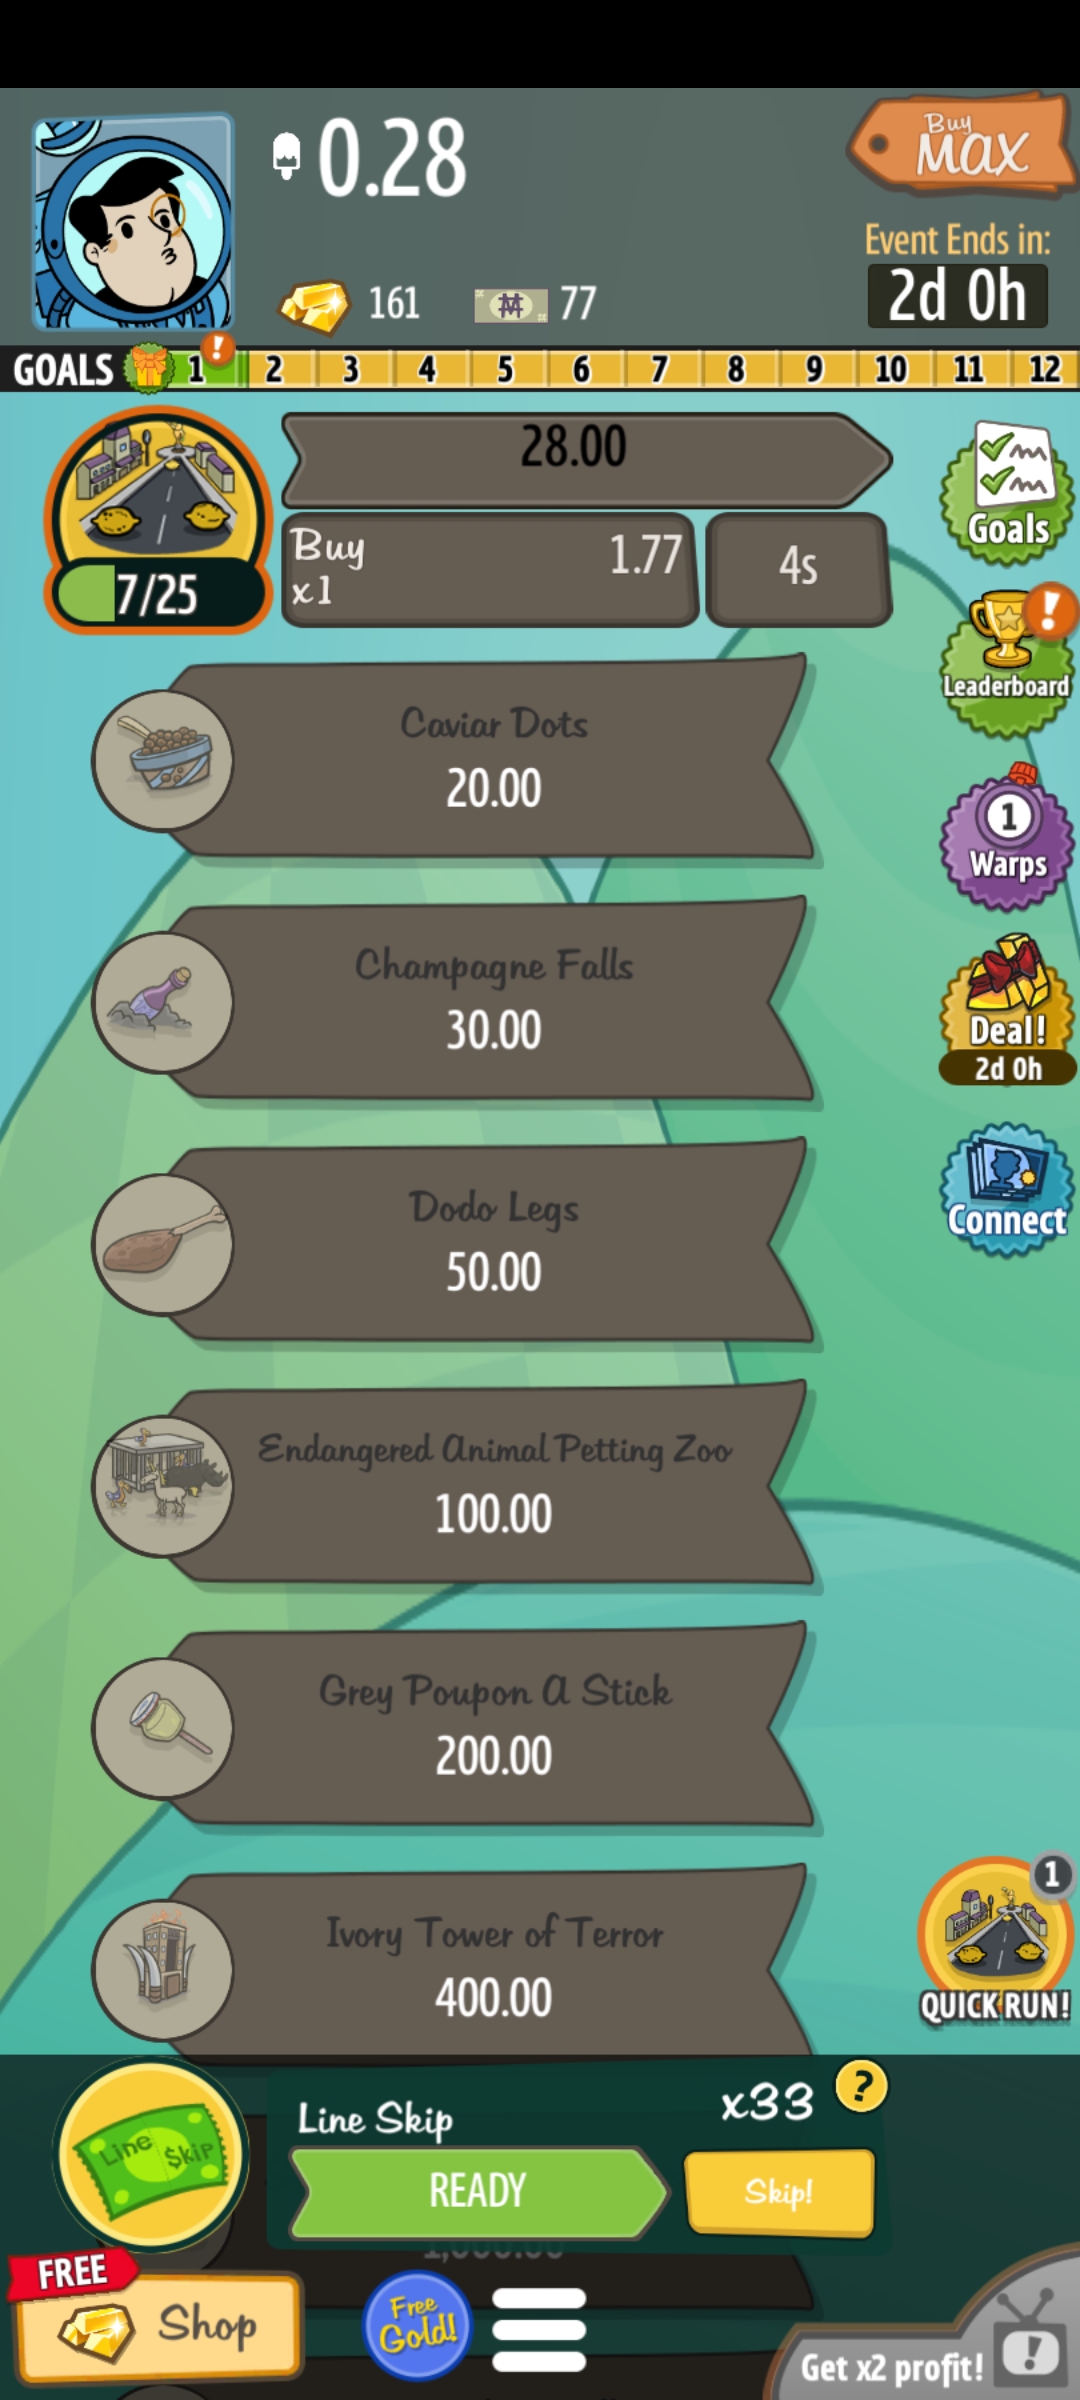 0.28
Buy
MAX
Event Ends in:
2d 0h
161
77
GOALS 1 ! 2 3 4 5 6 7 8 9 10 11 12
28.00
Buy
x1
1.77
4s
7/25
Goals
!
Leaderboard
Caviar Dots
20.00
1
Warps
Champagne Falls
30.00
Deal!
2d 0h
Dodo Legs
50.00
Connect
Endangered Animal Petting Zoo
100.00
Grey Poupon A Stick
200.00
Ivory Tower of Terror
400.00
1
QUICK RUN!
Line $kip
Line Skip
x33
?
READY
Skip!
1,000.00
FREE
Shop
Free
Gold!
Get x2 profit!
!